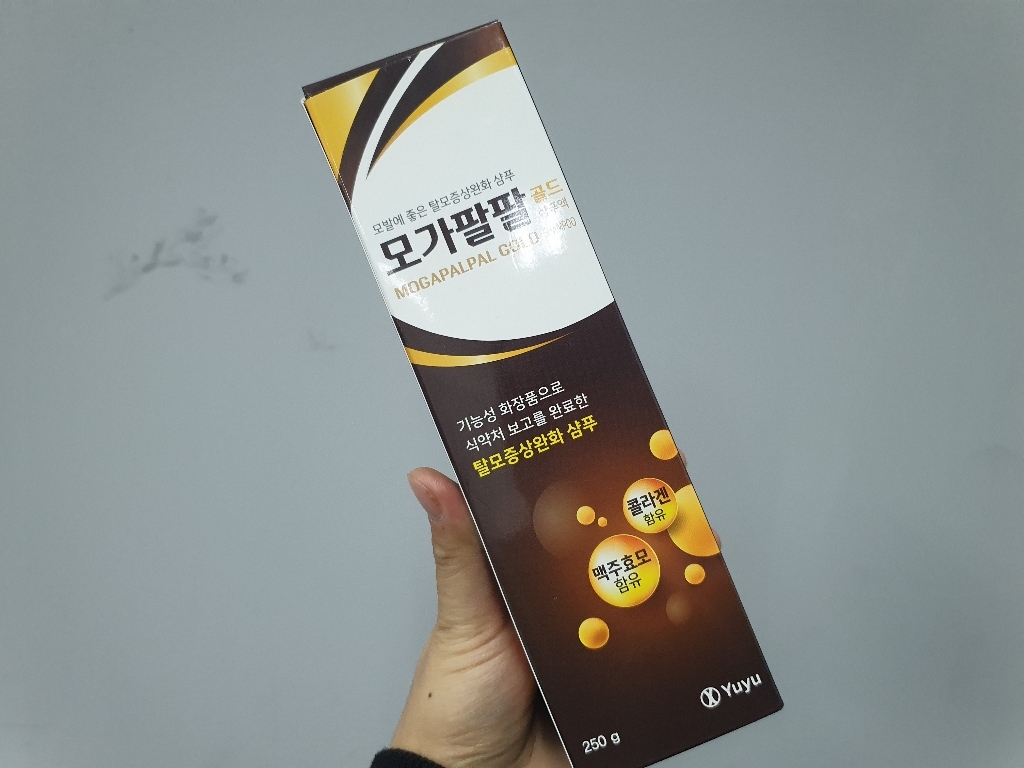 모발에 좋은 탈모증상완화 샴푸
모가팔팔 골드
MOGAPALPAL GOLD
기능성 화장품으로
식약처 보고를 완료한
탈모증상완화 샴푸
콜라겐
함유
맥주효모
함유
Yuyu
250 g